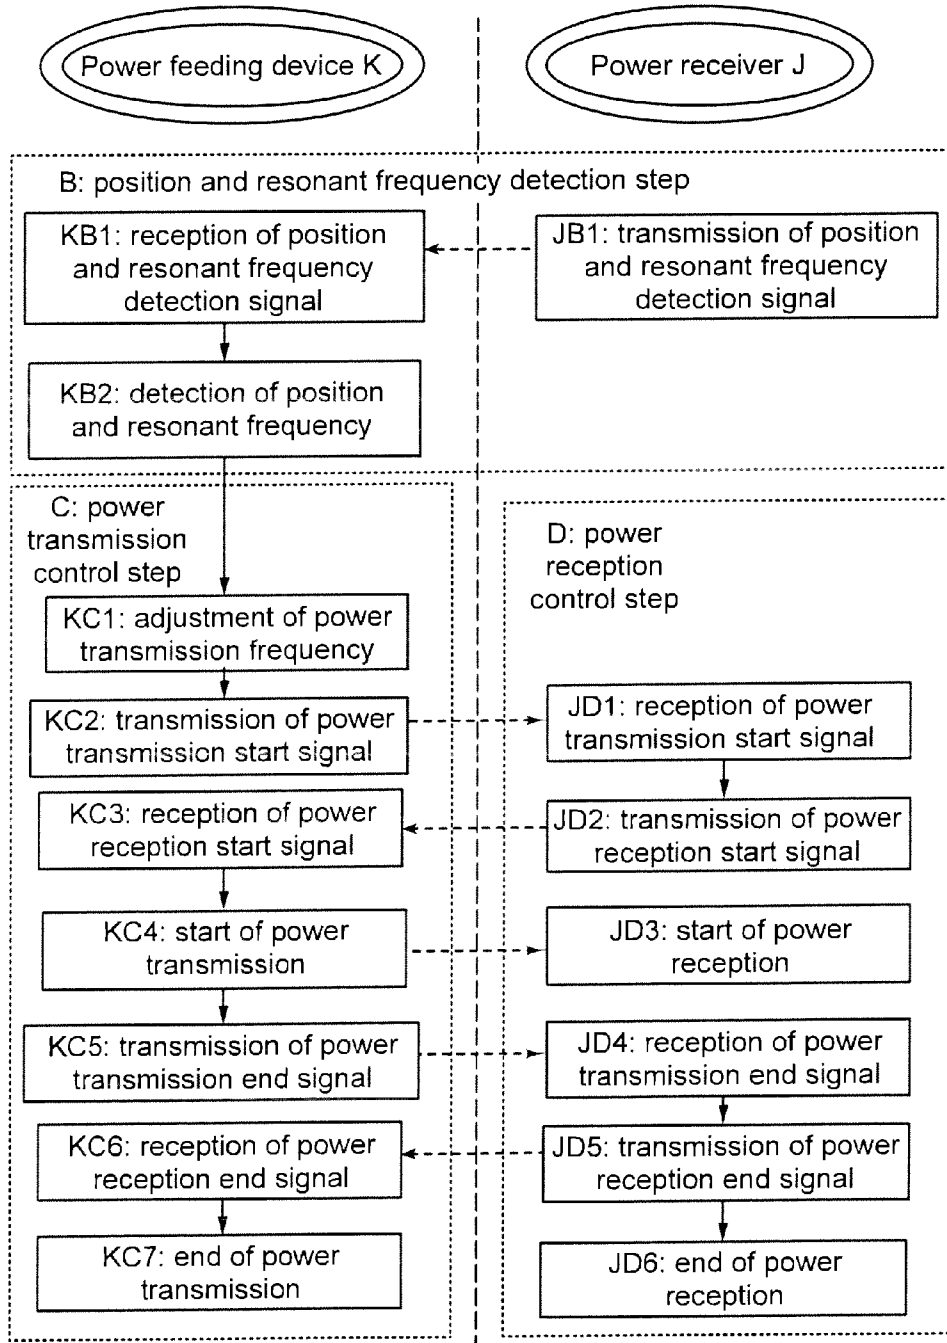 Power feeding device K
Power receiver J
B: position and resonant frequency detection step
KB1: reception of position
and resonant frequency
detection signal
JB1: transmission of position
and resonant frequency
detection signal
KB2: detection of position
and resonant frequency
C: power
transmission
control step
D: power
reception
control step
KC1: adjustment of power
transmission frequency
KC2: transmission of power
transmission start signal
JD1: reception of power
transmission start signal
KC3: reception of power
reception start signal
JD2: transmission of power
reception start signal
KC4: start of power
transmission
JD3: start of power
reception
KC5: transmission of power
transmission end signal
JD4: reception of power
transmission end signal
KC6: reception of power
reception end signal
JD5: transmission of power
reception end signal
KC7: end of power
transmission
JD6: end of power
reception